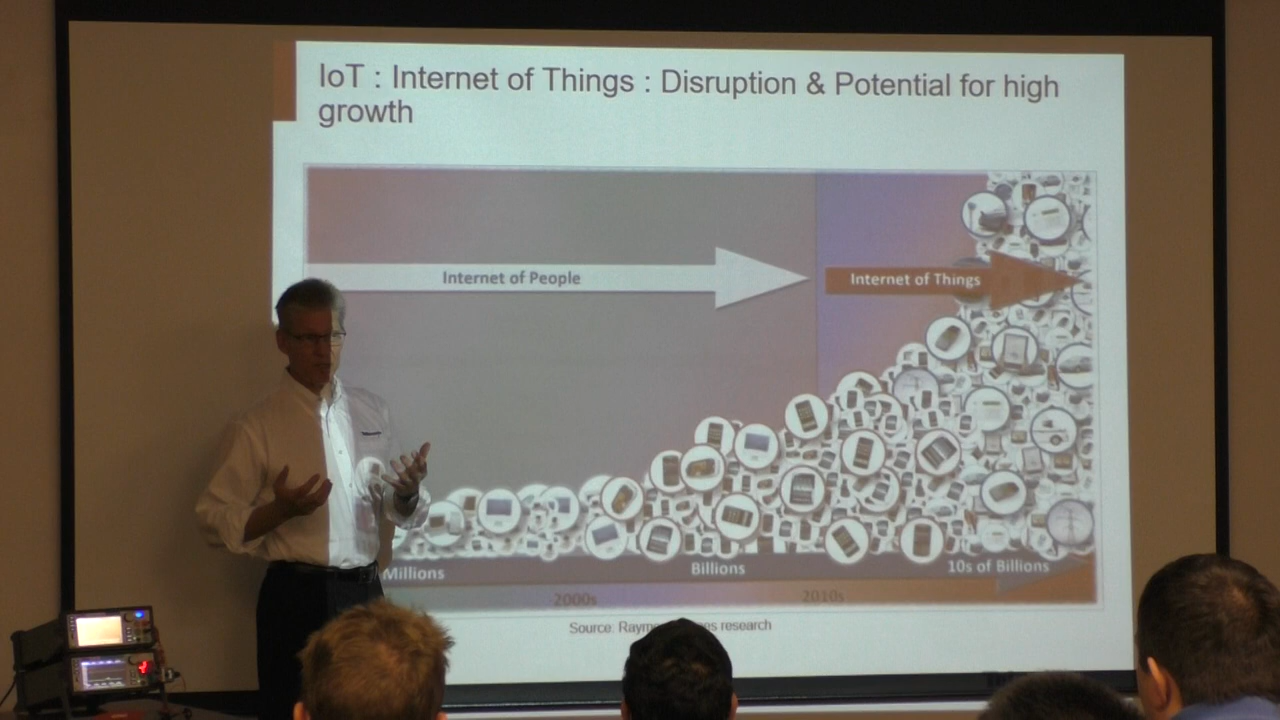 IoT : Internet of Things : Disruption & Potential for high
growth
Internet of People
Internet of Things
Millions
Billions
10s of Billions
2000s
2010s
Source: research